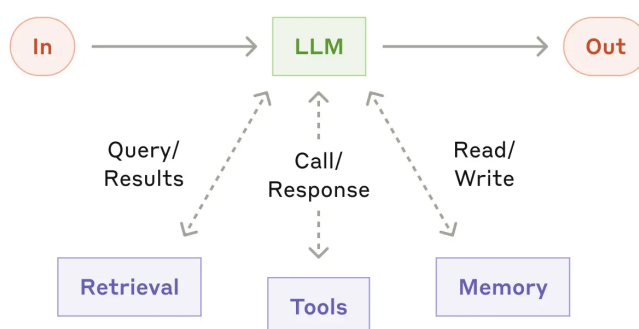 In
LLM
Out
Query/
Results
Call/
Response
Read/
Write
Retrieval
Tools
Memory